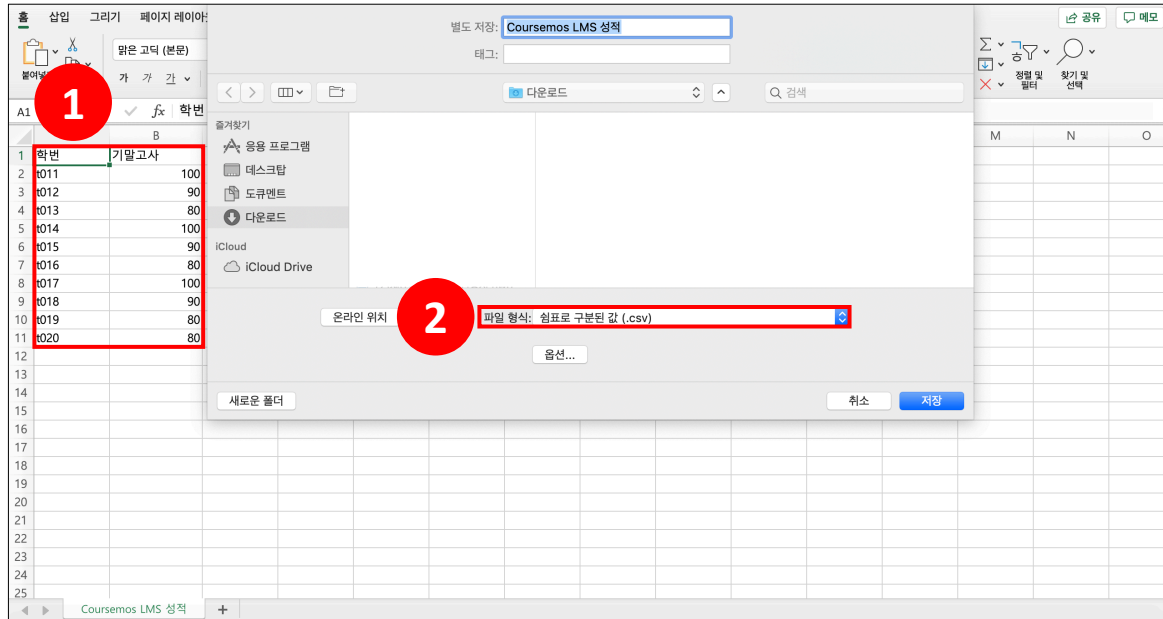 홈 삽입 그리기 페이지 레이아
공유 메모
맑은 고딕 (본문)
가 가 간
정렬 및 필터
찾기 및 선택
별도 저장: Coursemos LMS 성적
태그:
다운로드
검색
1
A1 fx 학번
즐겨찾기
응용 프로그램
데스크탑
도큐멘트
다운로드
iCloud
iCloud Drive
B M N O
1 학번 기말고사
2 t011 100
3 t012 90
4 t013 80
5 t014 100
6 t015 90
7 t016 80
8 t017 100
9 t018 90
10 t019 80
11 t020 80
12
13
14
15
16
17
18
19
20
21
22
23
24
25
온라인 위치
2
파일 형식: 쉼표로 구분된 값 (.csv)
옵션...
새로운 폴더
취소 저장
Coursemos LMS 성적 +